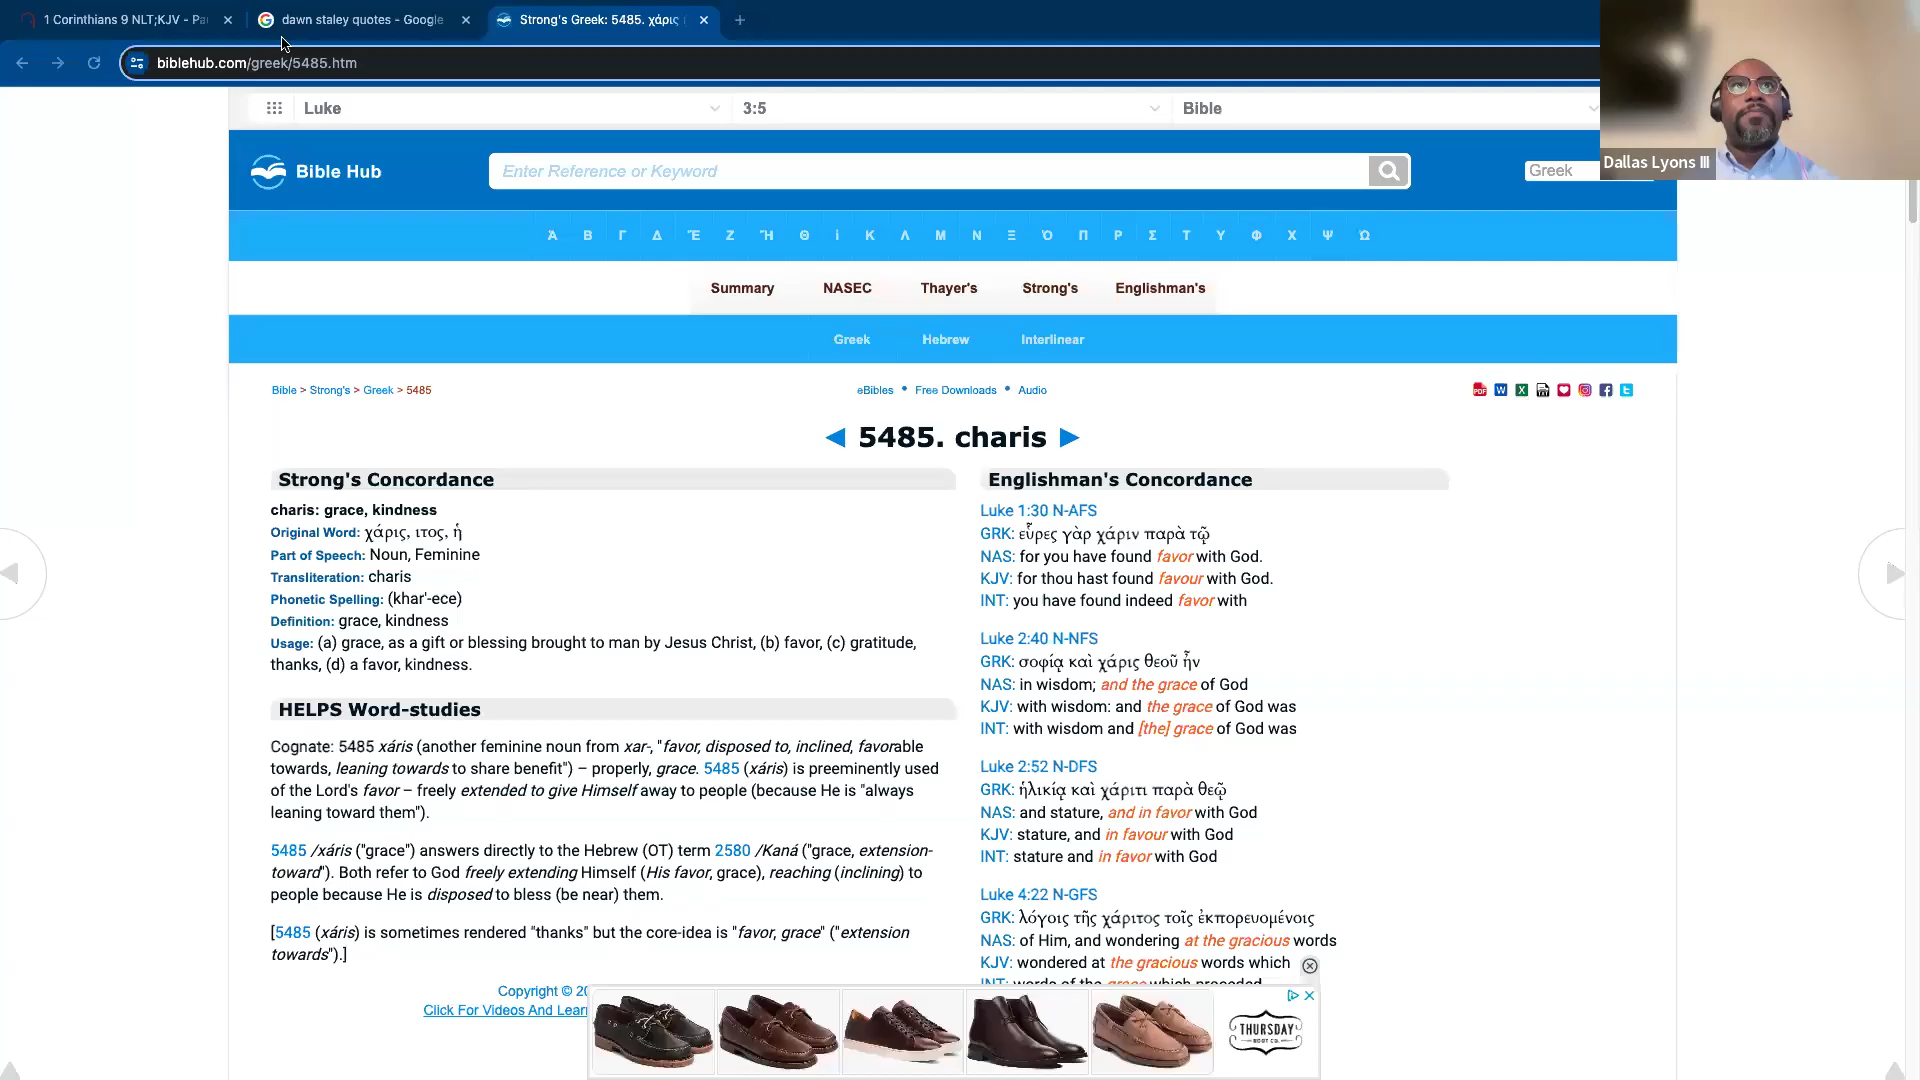 1 Corinthians 9 NLT;KJV - Pa
dawn staley quotes - Google
Strong's Greek: 5485. χάρις
biblehub.com/greek/5485.htm
Luke
3:5
Bible
Bible Hub
Enter Reference or Keyword
Greek
Dallas Lyons III
Ἀ Β Γ Δ Ἐ Ζ Ἠ Θ ἰ Κ Λ Μ Ν Ξ Ὀ Π Ρ Σ Τ Υ Φ Χ Ψ Ὠ
Summary NASEC Thayer's Strong's Englishman's
Greek Hebrew Interlinear
Bible > Strong's > Greek > 5485
eBibles • Free Downloads • Audio
◄ 5485. charis ►
Strong's Concordance
charis: grace, kindness
Original Word: χάρις, ιτος, ἡ
Part of Speech: Noun, Feminine
Transliteration: charis
Phonetic Spelling: (khar'-ece)
Definition: grace, kindness
Usage: (a) grace, as a gift or blessing brought to man by Jesus Christ, (b) favor, (c) gratitude,
thanks, (d) a favor, kindness.
HELPS Word-studies
Cognate: 5485 xáris (another feminine noun from xar-, "favor, disposed to, inclined, favorable
towards, leaning towards to share benefit") – properly, grace. 5485 (xáris) is preeminently used
of the Lord's favor – freely extended to give Himself away to people (because He is "always
leaning toward them").
5485 /xáris ("grace") answers directly to the Hebrew (OT) term 2580 /Kaná ("grace, extension-
toward"). Both refer to God freely extending Himself (His favor, grace), reaching (inclining) to
people because He is disposed to bless (be near) them.
[5485 (xáris) is sometimes rendered "thanks" but the core-idea is "favor, grace" ("extension
towards").]
Copyright © 20
Click For Videos And Lear
Englishman's Concordance
Luke 1:30 N-AFS
GRK: εὗρες γὰρ χάριν παρὰ τῷ
NAS: for you have found favor with God.
KJV: for thou hast found favour with God.
INT: you have found indeed favor with
Luke 2:40 N-NFS
GRK: σοφίᾳ καὶ χάρις θεοῦ ἦν
NAS: in wisdom; and the grace of God
KJV: with wisdom: and the grace of God was
INT: with wisdom and [the] grace of God was
Luke 2:52 N-DFS
GRK: ἡλικίᾳ καὶ χάριτι παρὰ θεῷ
NAS: and stature, and in favor with God
KJV: stature, and in favour with God
INT: stature and in favor with God
Luke 4:22 N-GFS
GRK: λόγοις τῆς χάριτος τοῖς ἐκπορευομένοις
NAS: of Him, and wondering at the gracious words
KJV: wondered at the gracious words which
INT: words of the grace which proceeded
THURSDAY
BOOT CO.